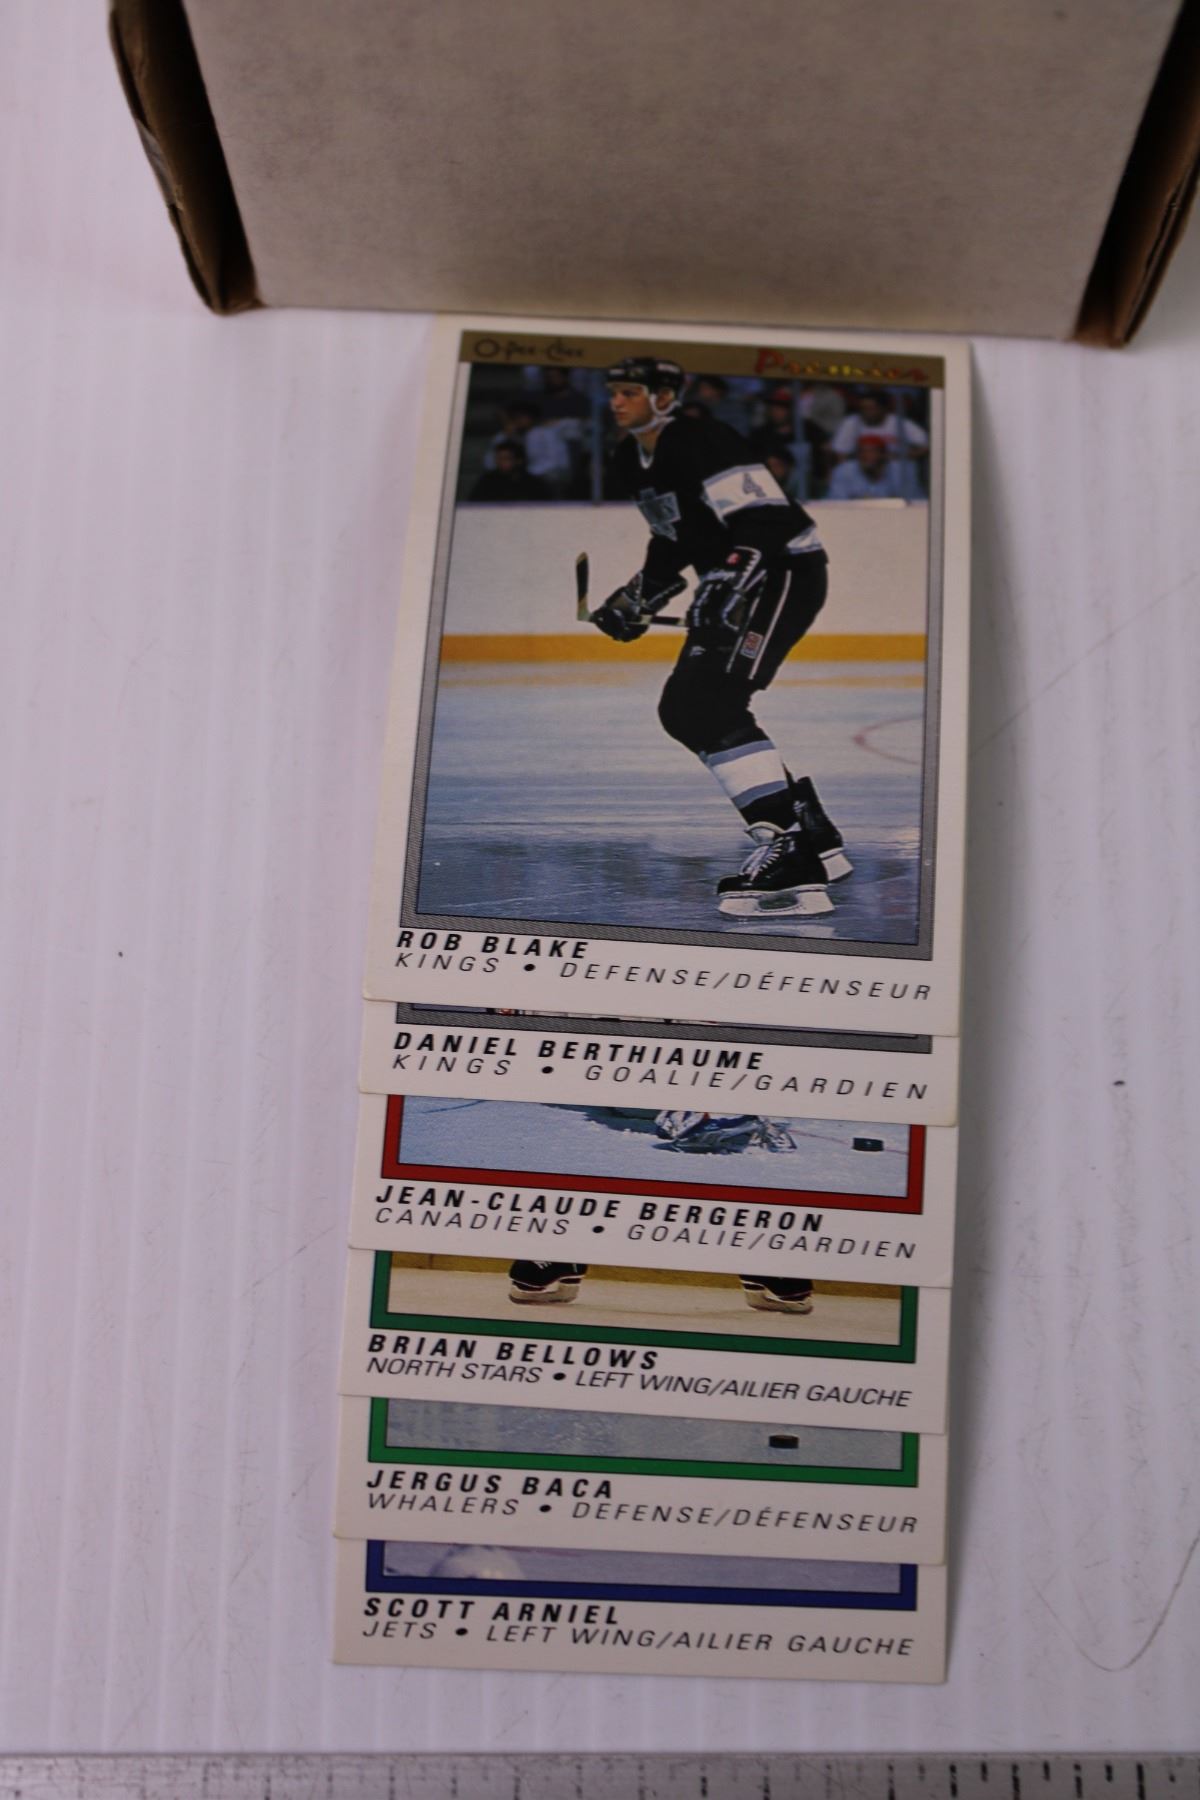 O-Pee-Chee Premier
4
ROB BLAKE
KINGS • DEFENSE/DÉFENSEUR
DANIEL BERTHIAUME
KINGS • GOALIE/GARDIEN
JEAN-CLAUDE BERGERON
CANADIENS • GOALIE/GARDIEN
BRIAN BELLOWS
NORTH STARS • LEFT WING/AILIER GAUCHE
JERGUS BACA
WHALERS • DEFENSE/DÉFENSEUR
SCOTT ARNIEL
JETS • LEFT WING/AILIER GAUCHE